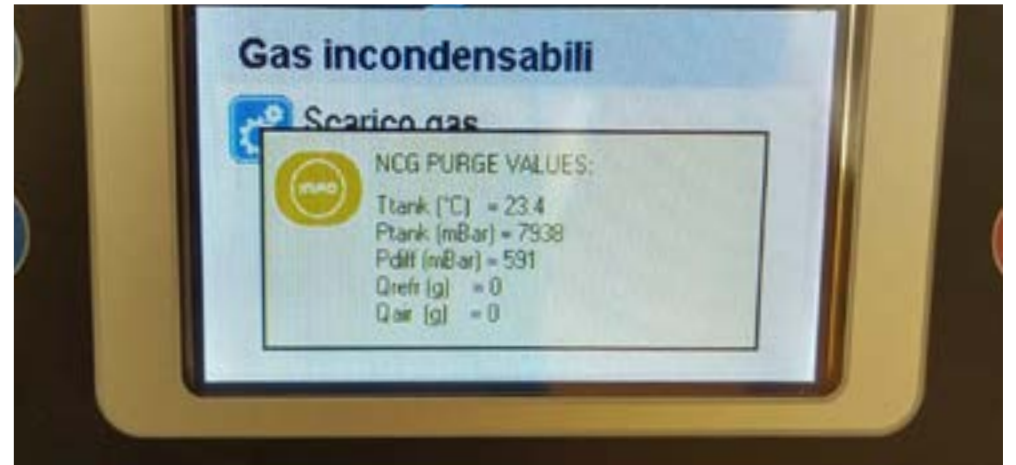 Gas incondensabili
Scarico gas
INFO
NCG PURGE VALUES:
Ttank (°C) = 23.4
Ptank (mBar) = 7938
Pdiff (mBar) = 591
Qrefr (g) = 0
Qair (g) = 0